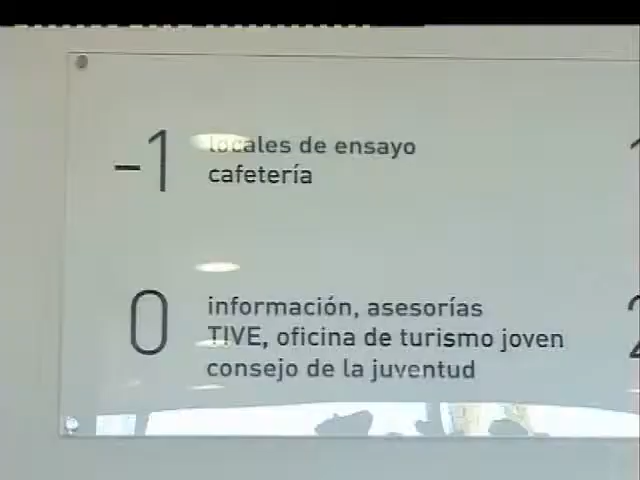 -1
locales de ensayo
cafetería
0
información, asesorías
TIVE, oficina de turismo joven
consejo de la juventud